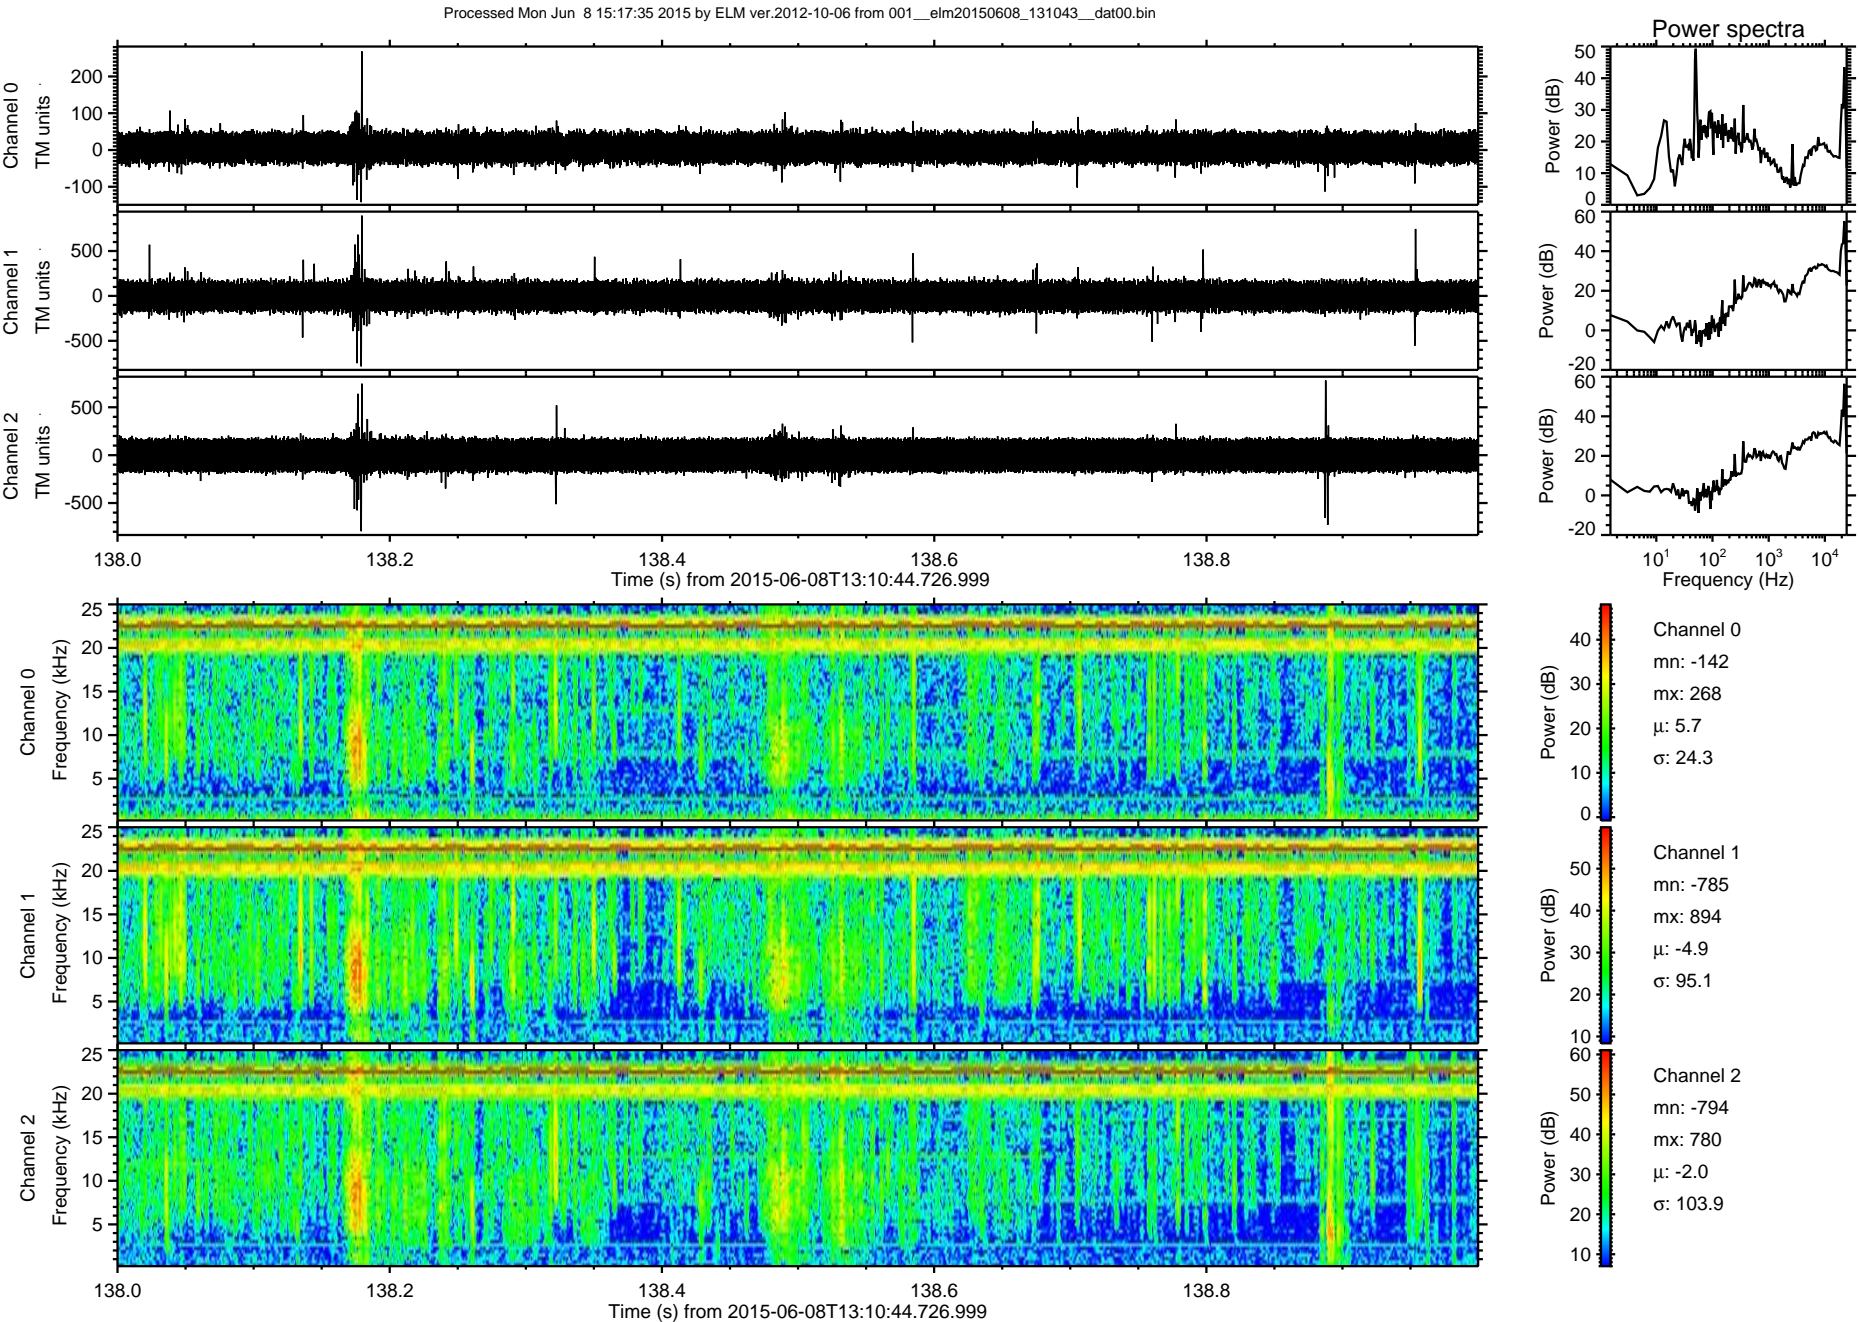 Processed Mon Jun  8 15:17:35 2015 by ELM ver.2012-10-06 from 001__elm20150608_131043__dat00.bin
Power spectra
Channel 0
TM units
200
100
0
-100
Power (dB)
50
40
30
20
10
0
Channel 1
TM units
500
0
-500
Power (dB)
60
40
20
0
-20
Channel 2
TM units
500
0
-500
Power (dB)
60
40
20
0
-20
138.0
138.2
138.4
138.6
138.8
Time (s) from 2015-06-08T13:10:44.726.999
10¹
10²
10³
10⁴
Frequency (Hz)
Channel 0
Frequency (kHz)
25
20
15
10
5
Power (dB)
40
30
20
10
0
Channel 0
mn: -142
mx: 268
μ: 5.7
σ: 24.3
Channel 1
Frequency (kHz)
25
20
15
10
5
Power (dB)
50
40
30
20
10
Channel 1
mn: -785
mx: 894
μ: -4.9
σ: 95.1
Channel 2
Frequency (kHz)
25
20
15
10
5
Power (dB)
60
50
40
30
20
10
Channel 2
mn: -794
mx: 780
μ: -2.0
σ: 103.9
138.0
138.2
138.4
138.6
138.8
Time (s) from 2015-06-08T13:10:44.726.999